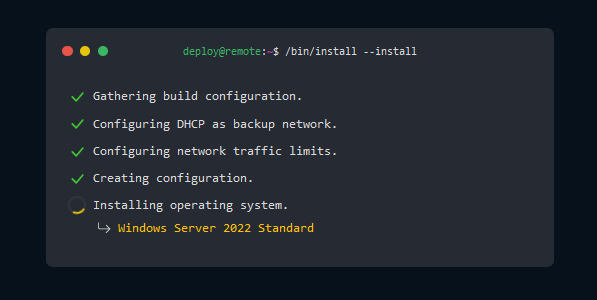 deploy@remote:~$ /bin/install --install
Gathering build configuration.
Configuring DHCP as backup network.
Configuring network traffic limits.
Creating configuration.
Installing operating system.
Windows Server 2022 Standard